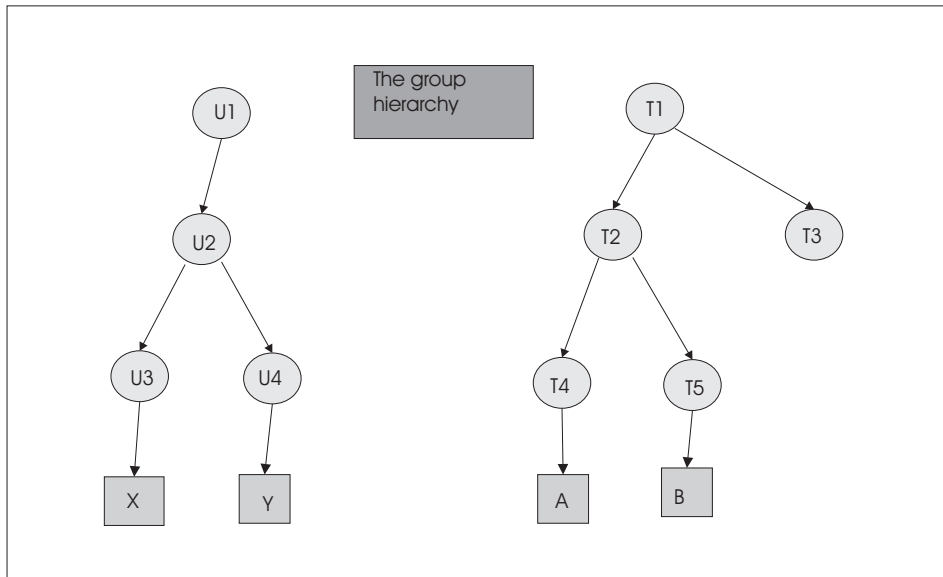 The group
hierarchy
U1
T1
U2
T2
T3
U3
U4
T4
T5
X
Y
A
B